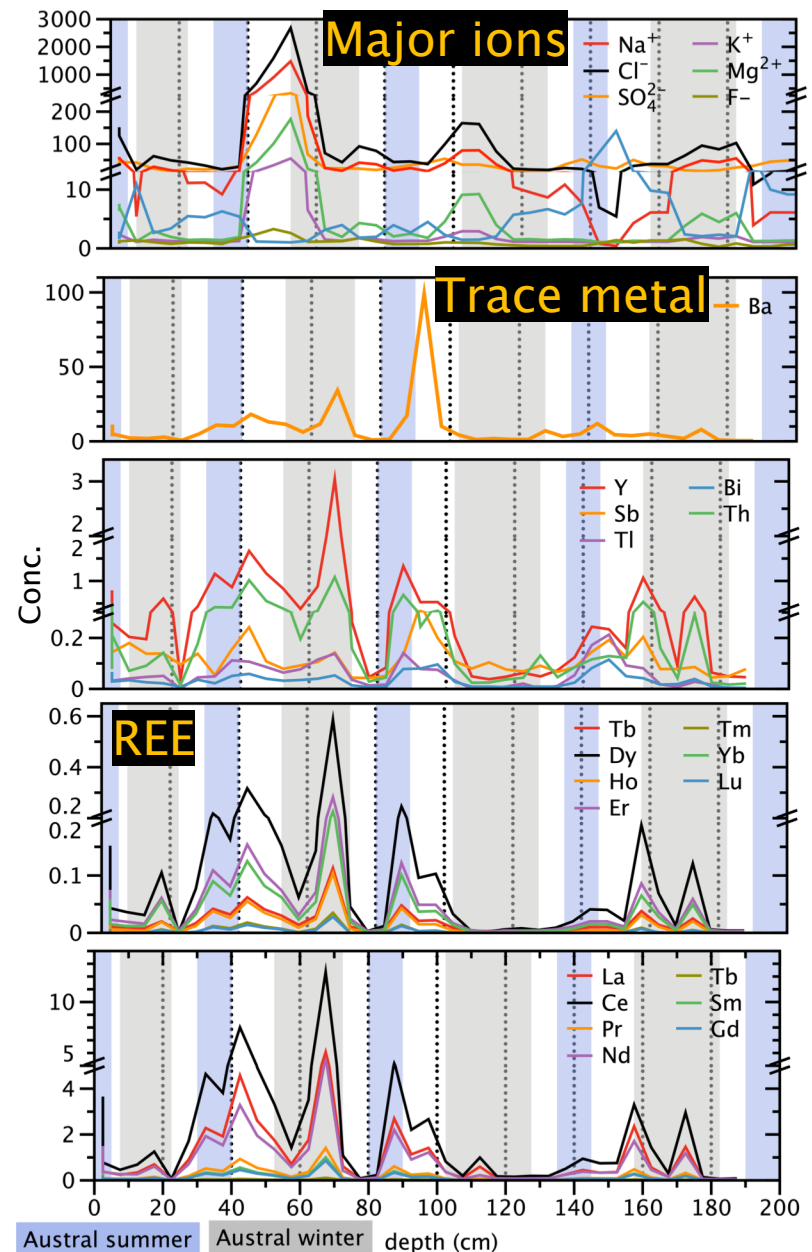 Major ions
3000
2000
1000
200
100
10
0
Na⁺ K⁺
Cl⁻ Mg²⁺
SO₄²⁻ F−
Trace metal
Ba
100
50
0
3
2
2
1
0.2
0
Y Bi
Sb Th
Tl
Conc.
REE
0.6
0.4
0.2
0.2
0.1
0
Tb Tm
Dy Yb
Ho Lu
Er
10
5
4
2
0
La Tb
Ce Sm
Pr Gd
Nd
0 20 40 60 80 100 120 140 160 180 200
Austral summer Austral winter depth (cm)